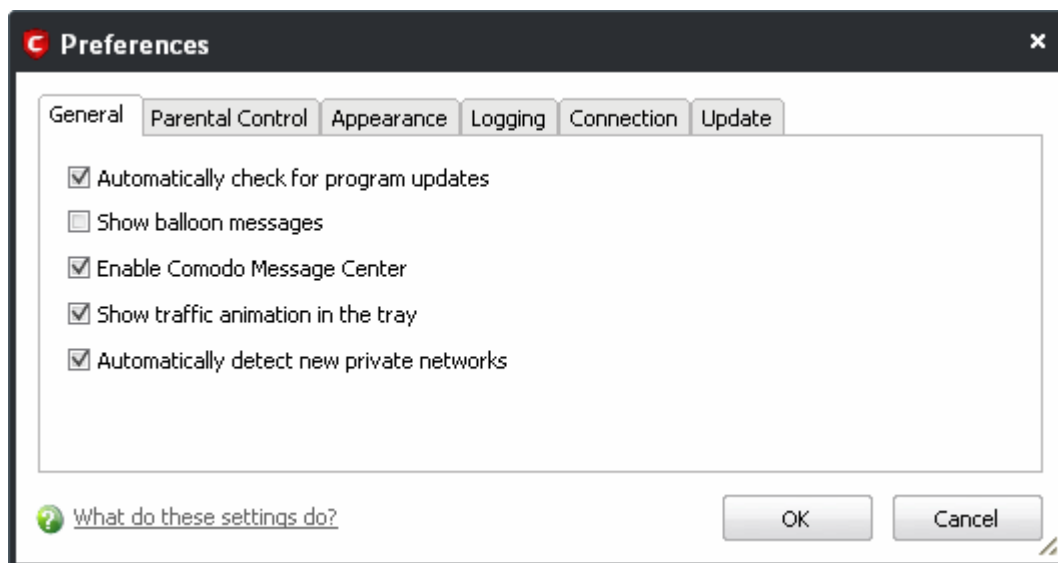 Preferences
General Parental Control Appearance Logging Connection Update
Automatically check for program updates
Show balloon messages
Enable Comodo Message Center
Show traffic animation in the tray
Automatically detect new private networks
What do these settings do? OK Cancel